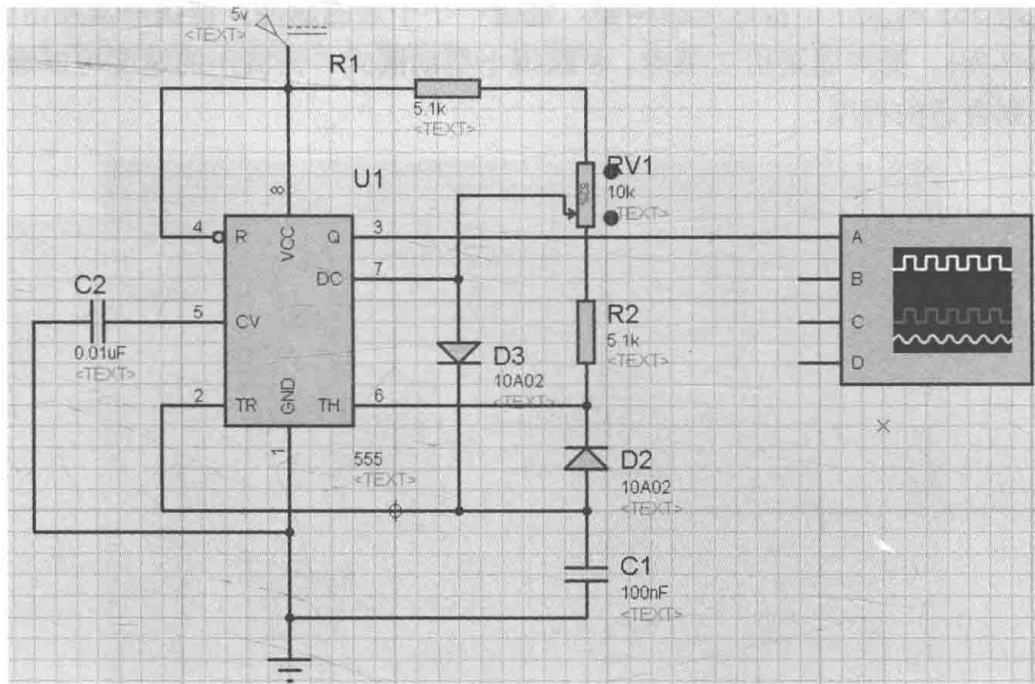 5v
<TEXT>
R1
5.1k
<TEXT>
RV1
10k
<TEXT>
U1
8
4
R
VCC
Q
3
A
DC
7
B
C2
5
CV
C
0.01uF
<TEXT>
R2
5.1k
<TEXT>
D
D3
10A02
<TEXT>
2
TR
GND
TH
6
1
555
<TEXT>
D2
10A02
<TEXT>
C1
100nF
<TEXT>